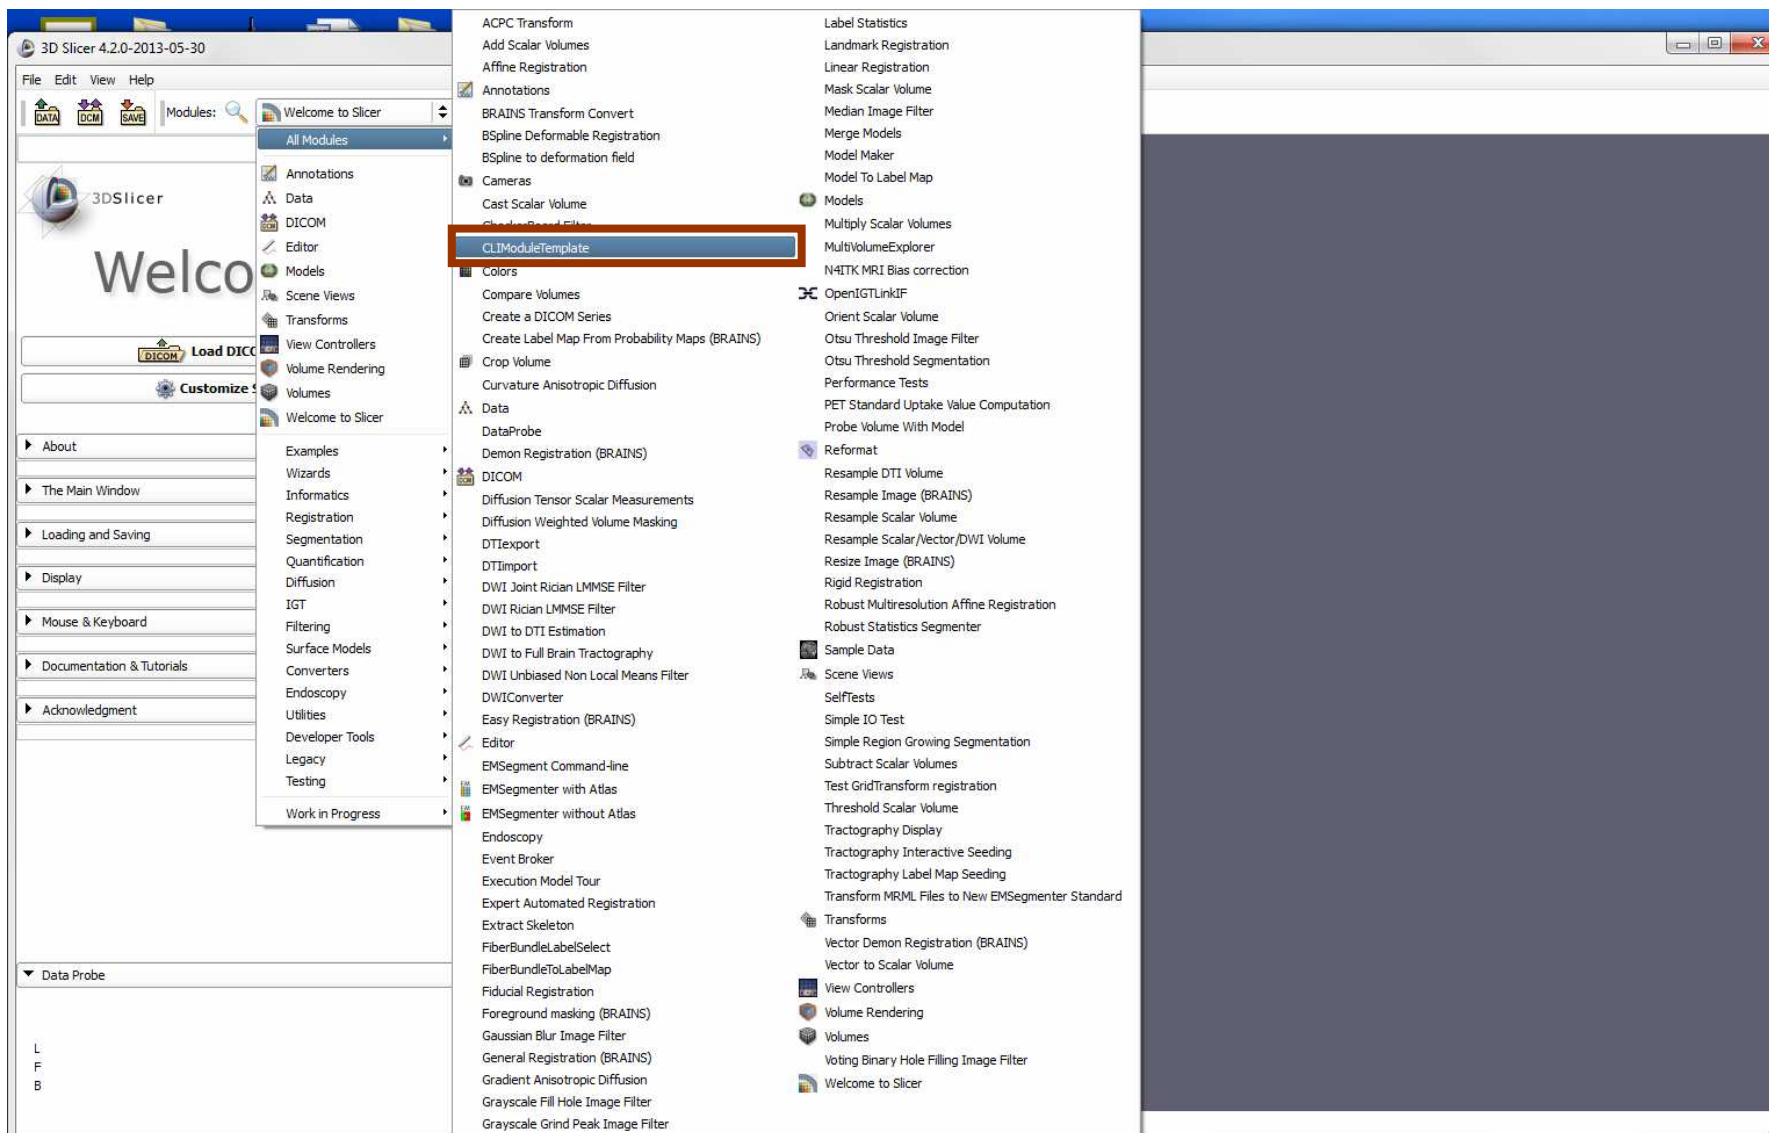 3D Slicer 4.2.0-2013-05-30
File Edit View Help
DATA DCM SAVE Modules: Welcome to Slicer
3DSlicer
Welco
DICOM Load DICO
Customize S
About
The Main Window
Loading and Saving
Display
Mouse & Keyboard
Documentation & Tutorials
Acknowledgment
Data Probe
L
F
B
All Modules
Annotations
Data
DICOM
Editor
Models
Scene Views
Transforms
View Controllers
Volume Rendering
Volumes
Welcome to Slicer
Examples
Wizards
Informatics
Registration
Segmentation
Quantification
Diffusion
IGT
Filtering
Surface Models
Converters
Endoscopy
Utilities
Developer Tools
Legacy
Testing
Work in Progress
ACPC Transform
Add Scalar Volumes
Affine Registration
Annotations
BRAINS Transform Convert
BSpline Deformable Registration
BSpline to deformation field
Cameras
Cast Scalar Volume
CheckerBoard Filter
CLIModuleTemplate
Colors
Compare Volumes
Create a DICOM Series
Create Label Map From Probability Maps (BRAINS)
Crop Volume
Curvature Anisotropic Diffusion
Data
DataProbe
Demon Registration (BRAINS)
DICOM
Diffusion Tensor Scalar Measurements
Diffusion Weighted Volume Masking
DTIexport
DTIimport
DWI Joint Rician LMMSE Filter
DWI Rician LMMSE Filter
DWI to DTI Estimation
DWI to Full Brain Tractography
DWI Unbiased Non Local Means Filter
DWIConverter
Easy Registration (BRAINS)
Editor
EMSegment Command-line
EMSegmenter with Atlas
EMSegmenter without Atlas
Endoscopy
Event Broker
Execution Model Tour
Expert Automated Registration
Extract Skeleton
FiberBundleLabelSelect
FiberBundleToLabelMap
Fiducial Registration
Foreground masking (BRAINS)
Gaussian Blur Image Filter
General Registration (BRAINS)
Gradient Anisotropic Diffusion
Grayscale Fill Hole Image Filter
Grayscale Grind Peak Image Filter
Label Statistics
Landmark Registration
Linear Registration
Mask Scalar Volume
Median Image Filter
Merge Models
Model Maker
Model To Label Map
Models
Multiply Scalar Volumes
MultiVolumeExplorer
N4ITK MRI Bias correction
OpenIGTLinkIF
Orient Scalar Volume
Otsu Threshold Image Filter
Otsu Threshold Segmentation
Performance Tests
PET Standard Uptake Value Computation
Probe Volume With Model
Reformat
Resample DTI Volume
Resample Image (BRAINS)
Resample Scalar Volume
Resample Scalar/Vector/DWI Volume
Resize Image (BRAINS)
Rigid Registration
Robust Multiresolution Affine Registration
Robust Statistics Segmenter
Sample Data
Scene Views
SelfTests
Simple IO Test
Simple Region Growing Segmentation
Subtract Scalar Volumes
Test GridTransform registration
Threshold Scalar Volume
Tractography Display
Tractography Interactive Seeding
Tractography Label Map Seeding
Transform MRML Files to New EMSegmenter Standard
Transforms
Vector Demon Registration (BRAINS)
Vector to Scalar Volume
View Controllers
Volume Rendering
Volumes
Voting Binary Hole Filling Image Filter
Welcome to Slicer